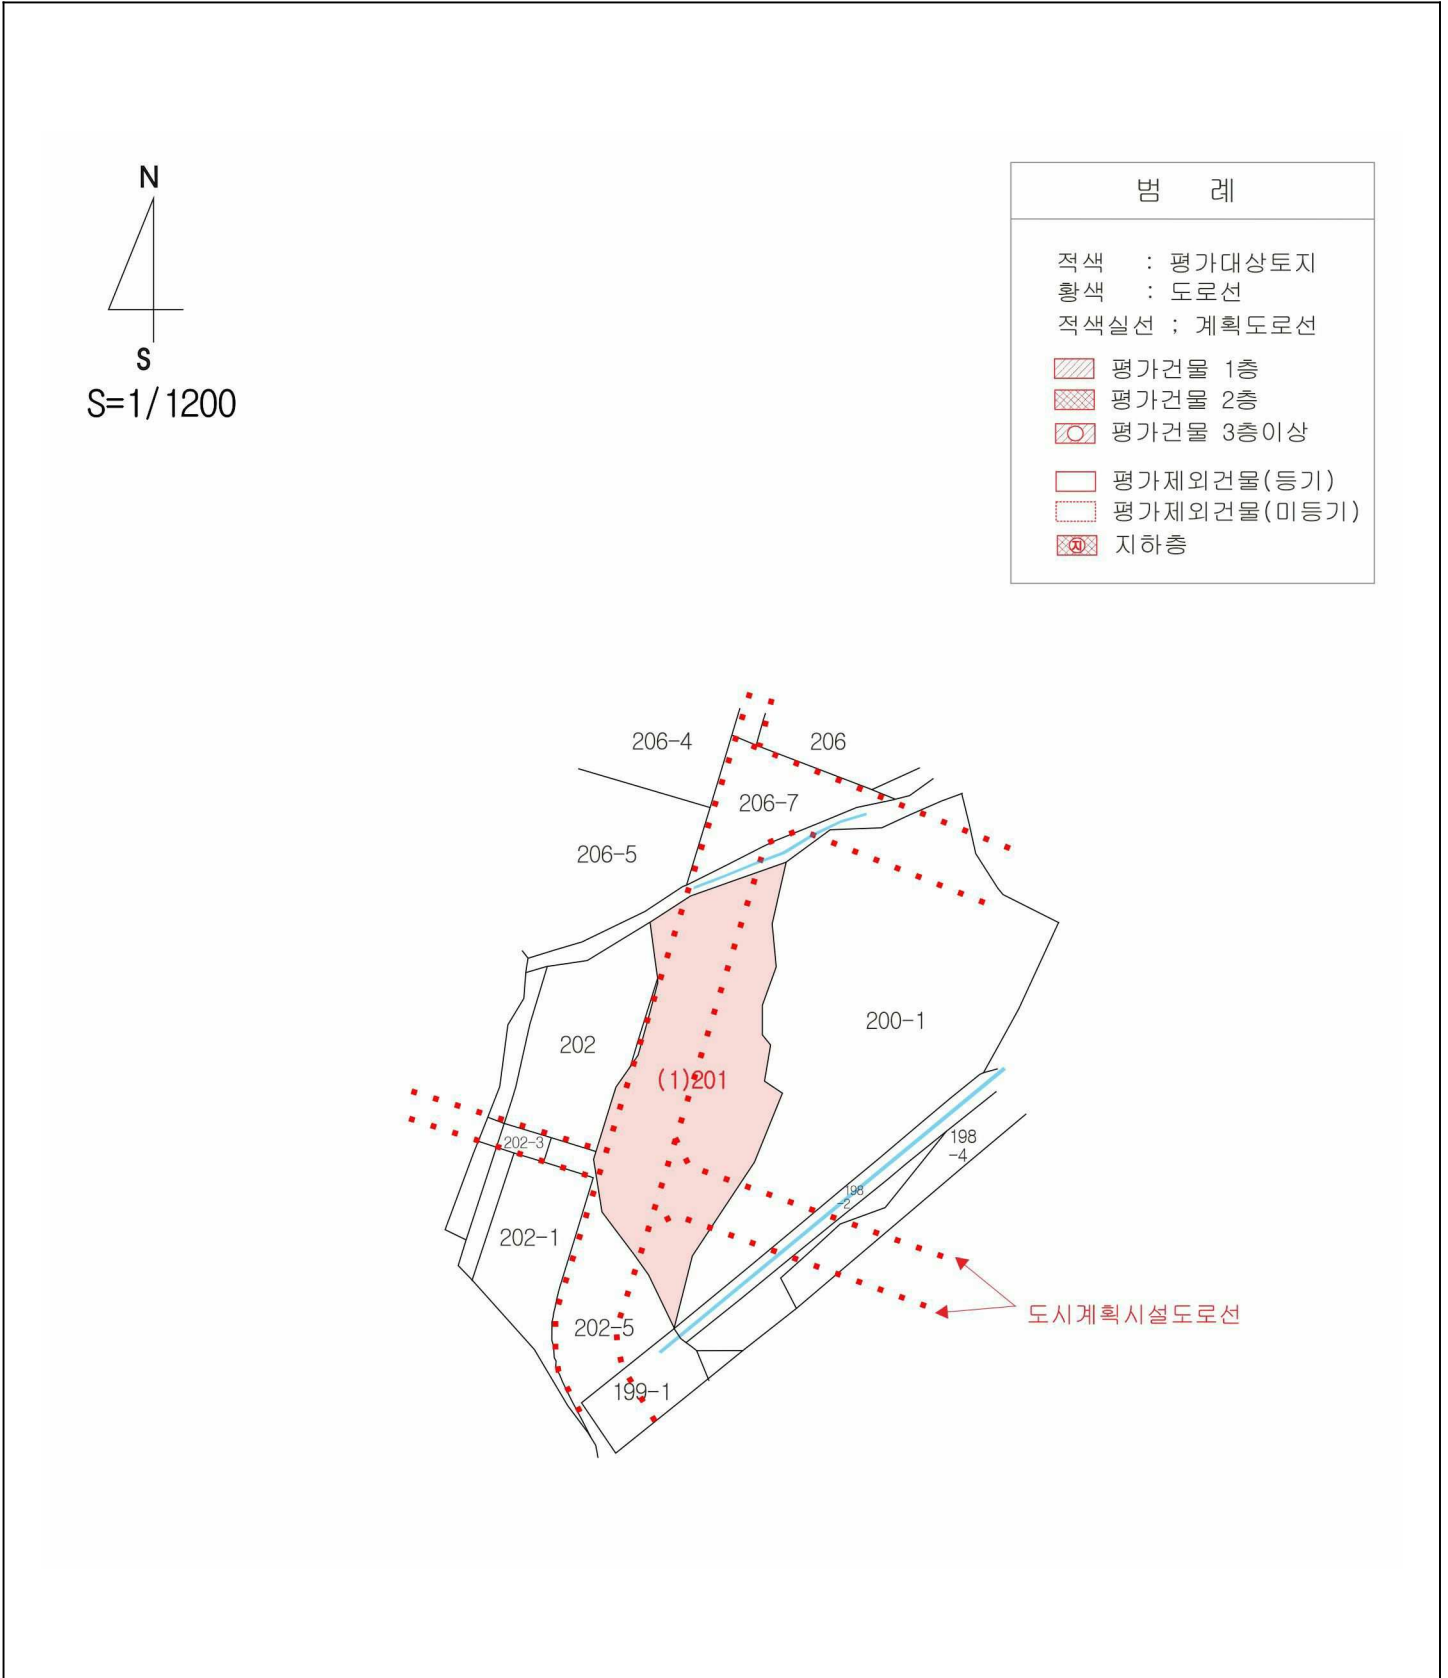 N
S
S=1/1200
범 례
적색 : 평가대상토지
황색 : 도로선
적색실선 ; 계획도로선
평가건물 1층
평가건물 2층
평가건물 3층이상
평가제외건물(등기)
평가제외건물(미등기)
지 지하층
206-4
206
206-7
206-5
200-1
202
(1)201
202-3
198
-4
198
-2
202-1
도시계획시설도로선
202-5
199-1